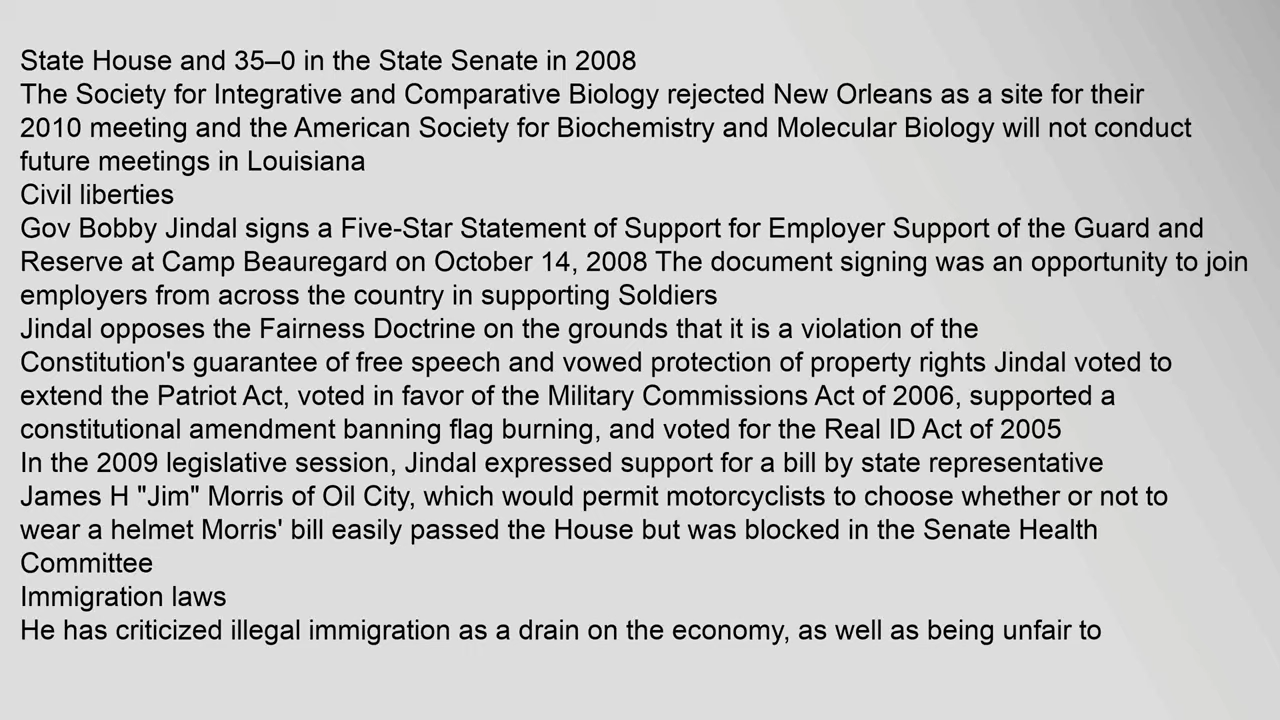 State House and 35–0 in the State Senate in 2008
The Society for Integrative and Comparative Biology rejected New Orleans as a site for their
2010 meeting and the American Society for Biochemistry and Molecular Biology will not conduct
future meetings in Louisiana
Civil liberties
Gov Bobby Jindal signs a Five-Star Statement of Support for Employer Support of the Guard and
Reserve at Camp Beauregard on October 14, 2008 The document signing was an opportunity to join
employers from across the country in supporting Soldiers
Jindal opposes the Fairness Doctrine on the grounds that it is a violation of the
Constitution's guarantee of free speech and vowed protection of property rights Jindal voted to
extend the Patriot Act, voted in favor of the Military Commissions Act of 2006, supported a
constitutional amendment banning flag burning, and voted for the Real ID Act of 2005
In the 2009 legislative session, Jindal expressed support for a bill by state representative
James H "Jim" Morris of Oil City, which would permit motorcyclists to choose whether or not to
wear a helmet Morris' bill easily passed the House but was blocked in the Senate Health
Committee
Immigration laws
He has criticized illegal immigration as a drain on the economy, as well as being unfair to